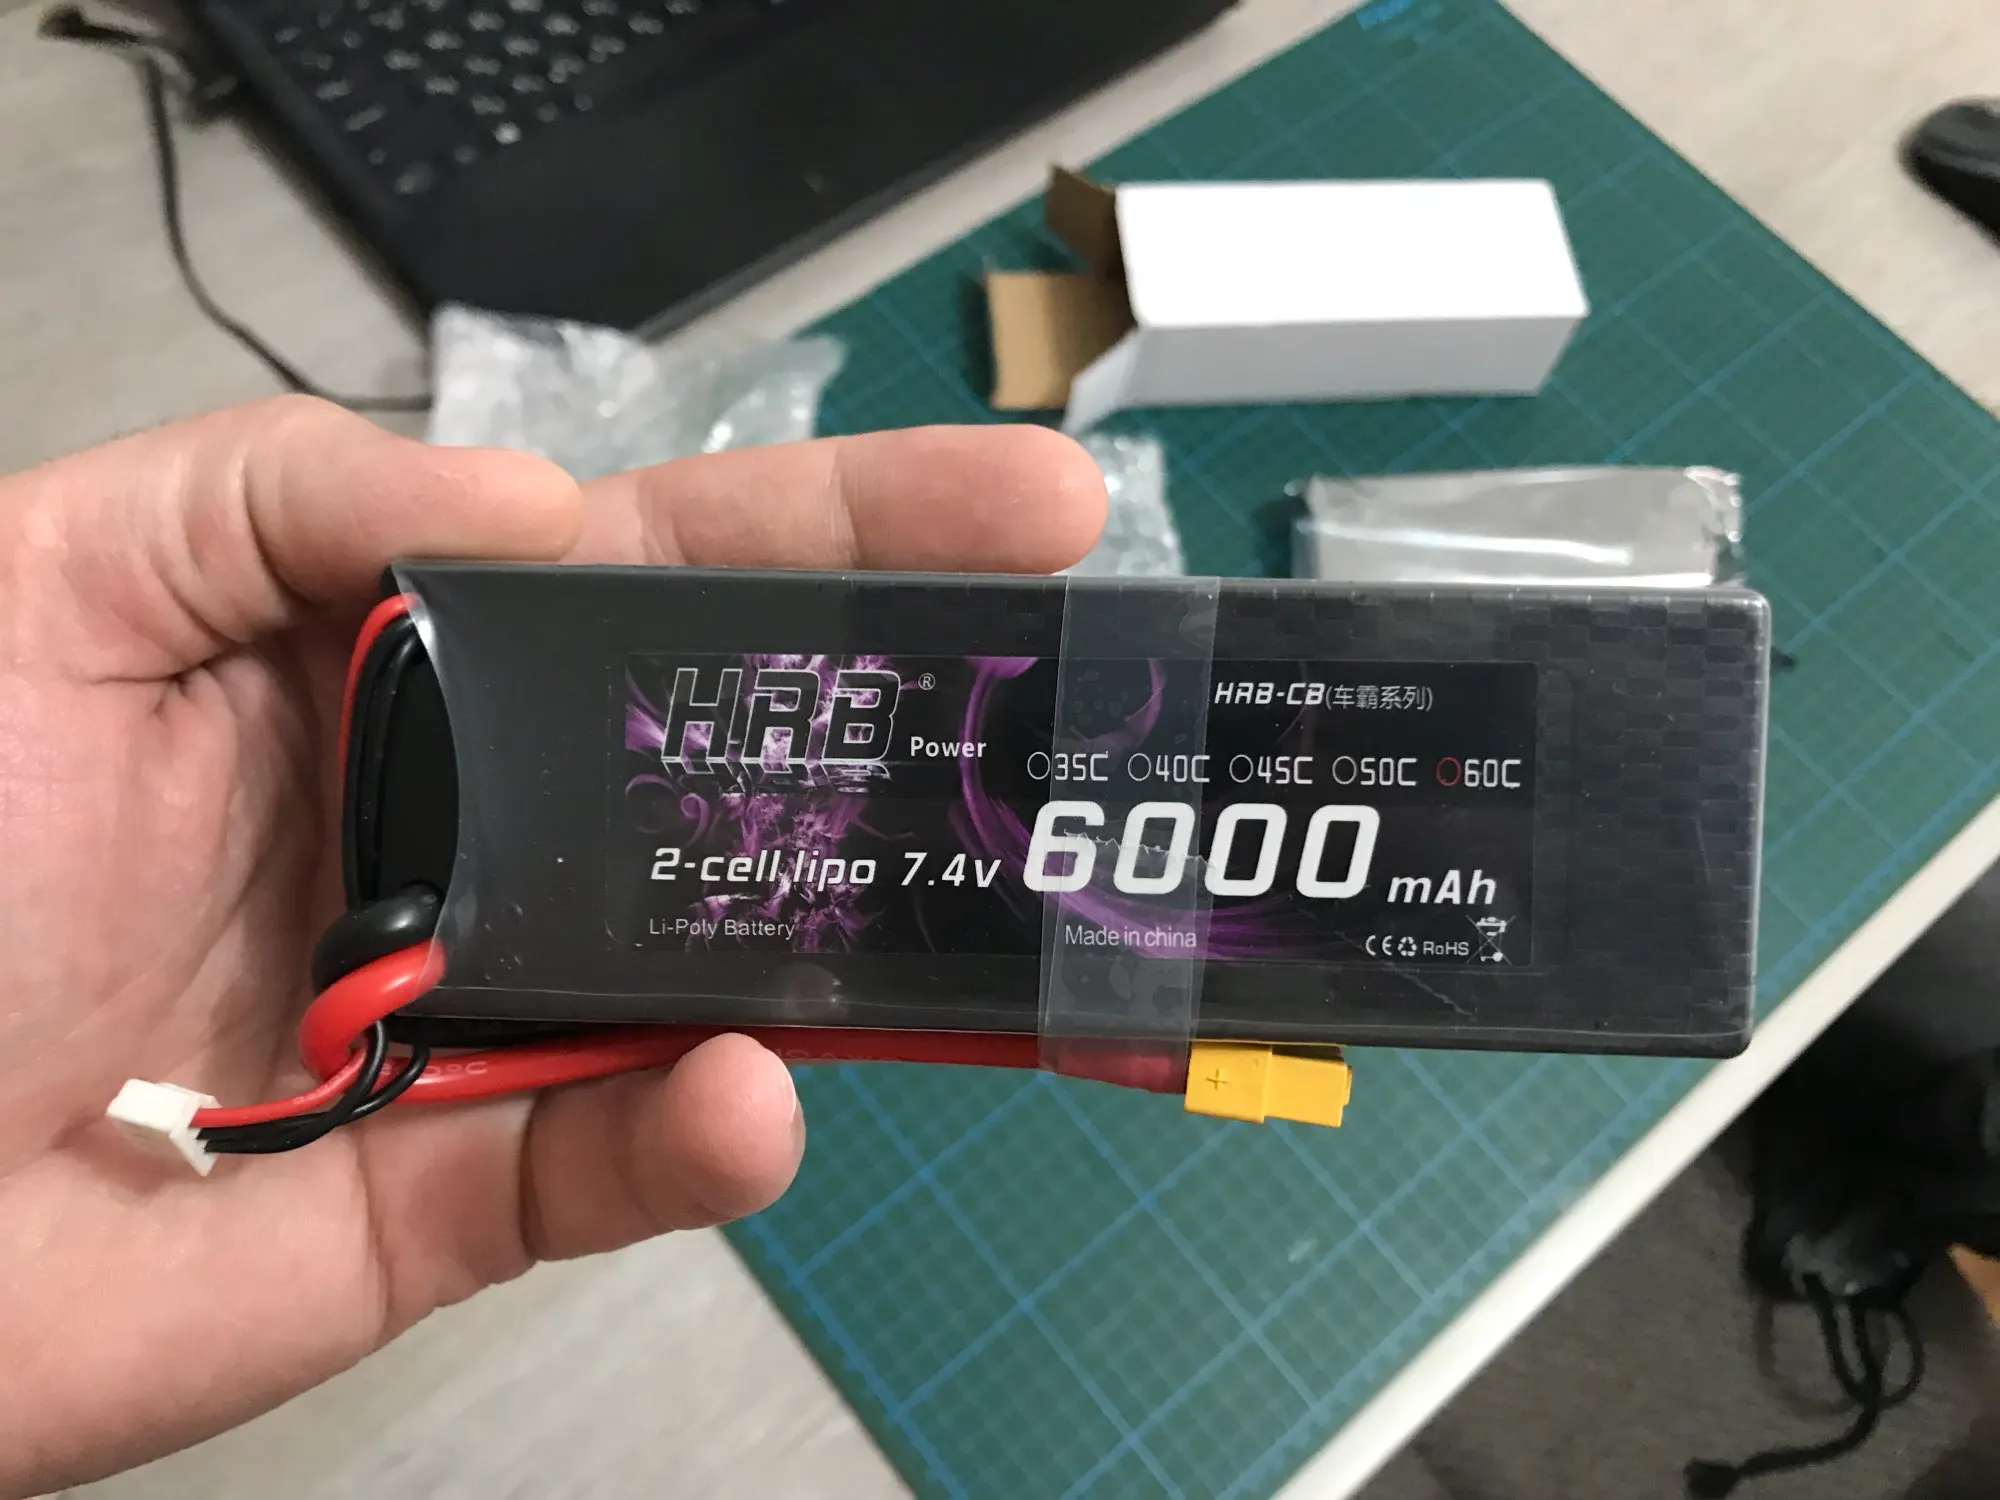 HRB®
Power
HRB-CB(车霸系列)
35C 40C 45C 50C 60C
2-cell lipo 7.4v 6000 mAh
Li-Poly Battery
Made in china
CE RoHS
+